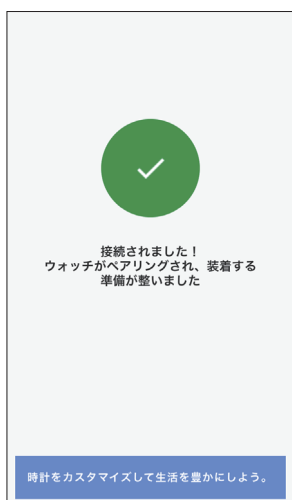 接続されました！
ウォッチがペアリングされ、装着する
準備が整いました
時計をカスタマイズして生活を豊かにしよう。